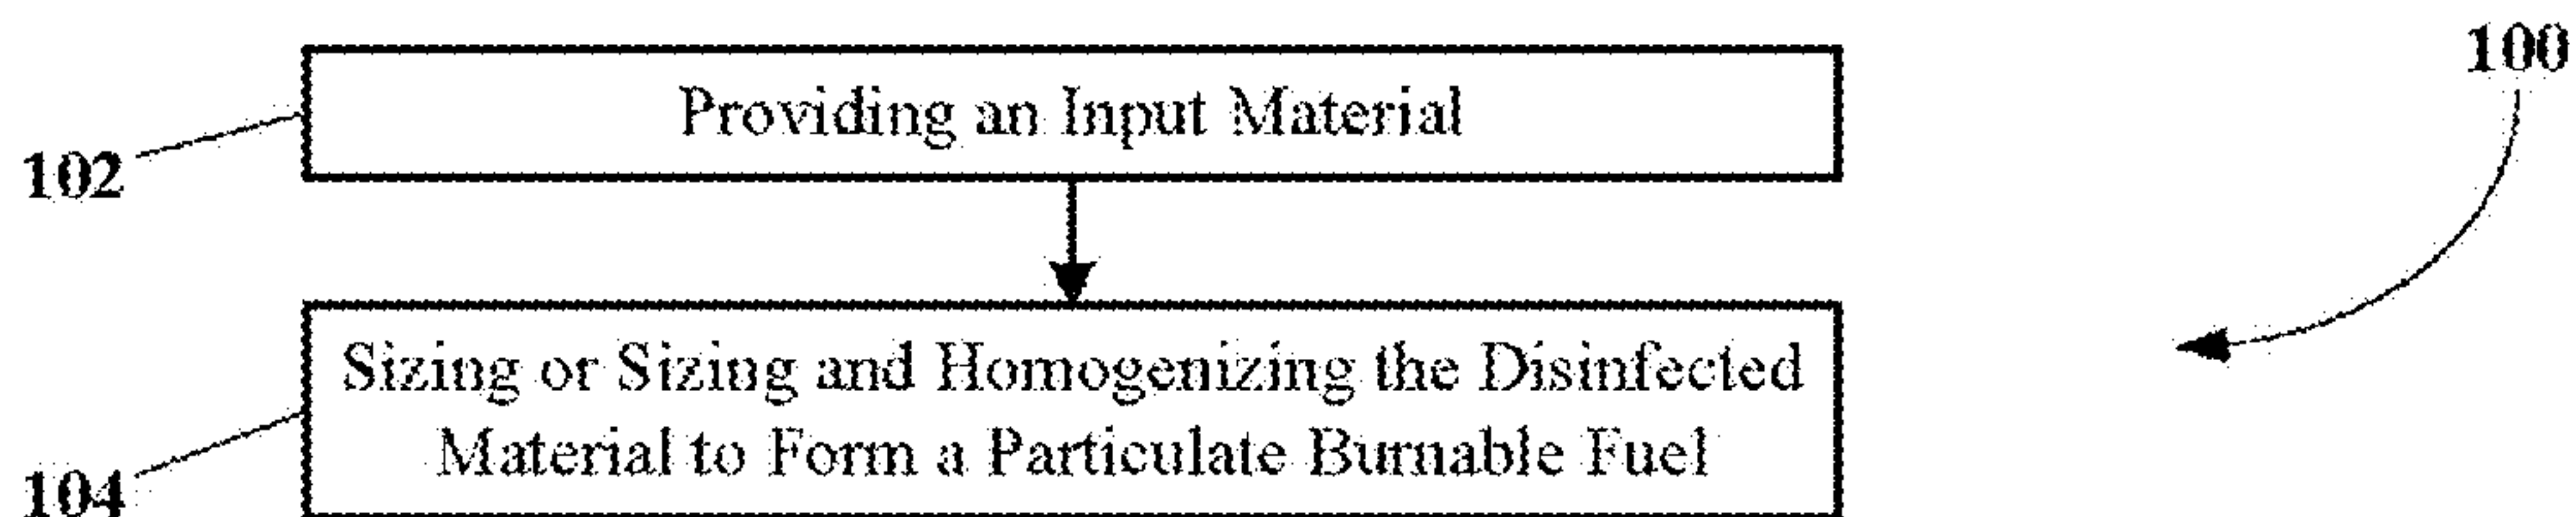 100
Providing an Input Material
102
Sizing or Sizing and Homogenizing the Disinfected
Material to Form a Particulate Burnable Fuel
104